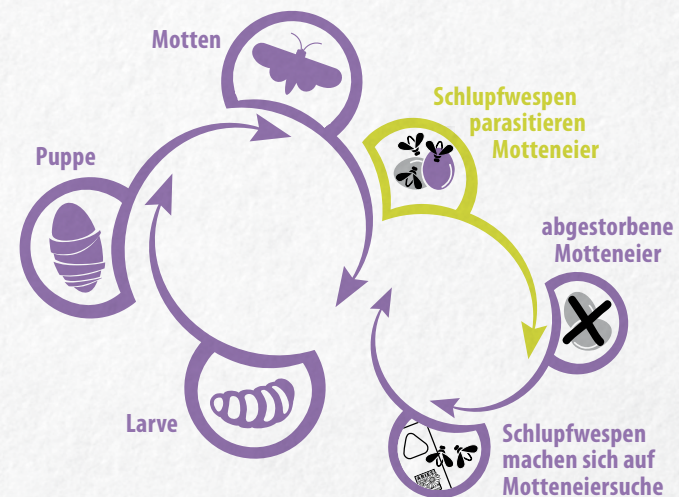 Motten
Schlupfwespen
parasitieren
Motteneier
Puppe
abgestorbene
Motteneier
Larve
Schlupfwespen
machen sich auf
Motteneiersuche